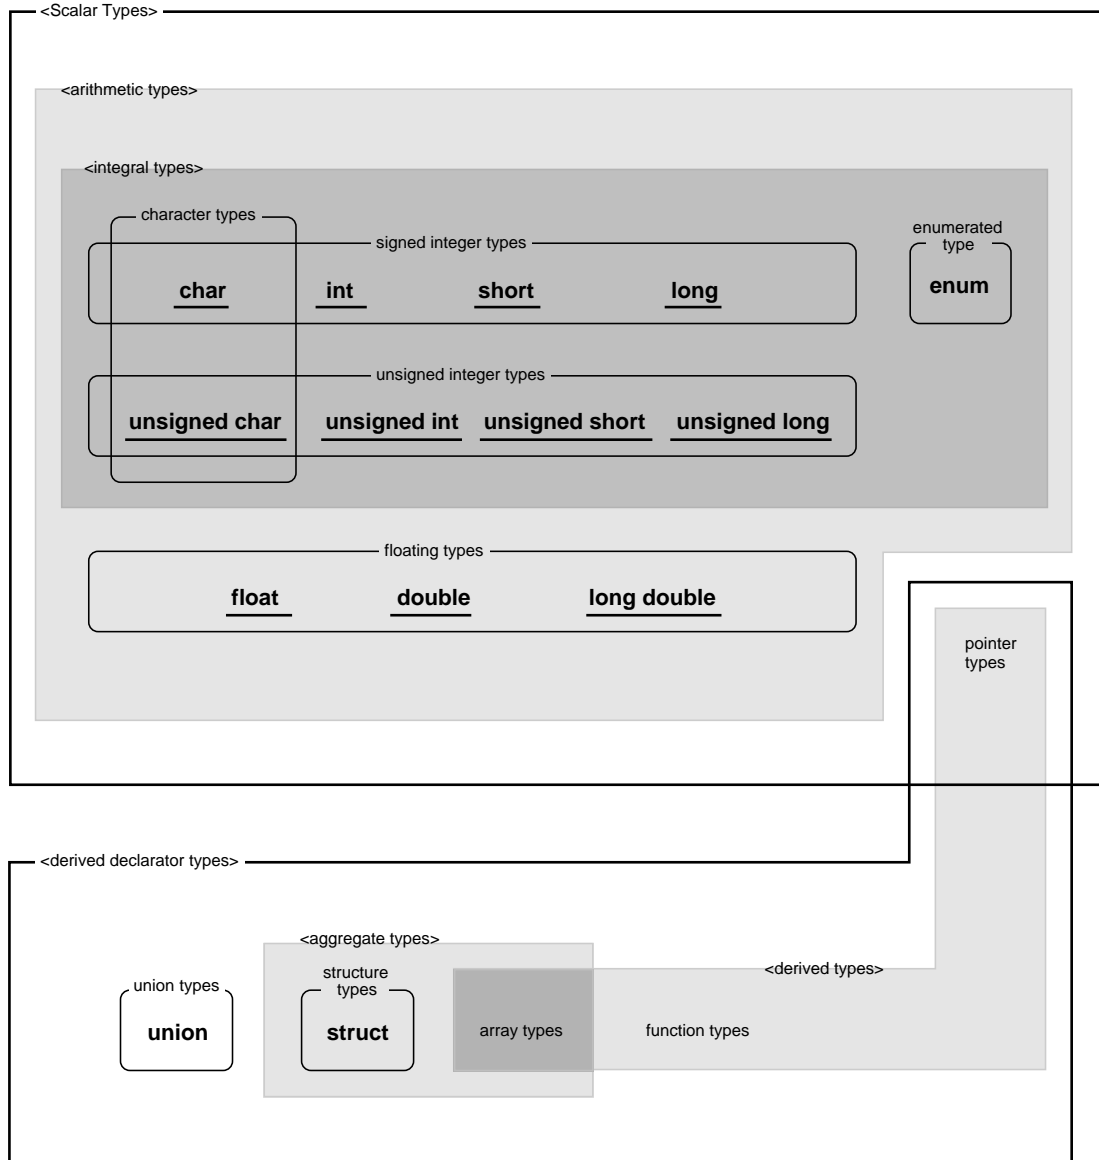 <Scalar Types>
<arithmetic types>
<integral types>
character types
signed integer types
enumerated
type
char int short long enum
unsigned integer types
unsigned char unsigned int unsigned short unsigned long
floating types
float double long double
pointer
types
<derived declarator types>
<aggregate types>
<derived types>
union types
structure
types
union struct array types function types